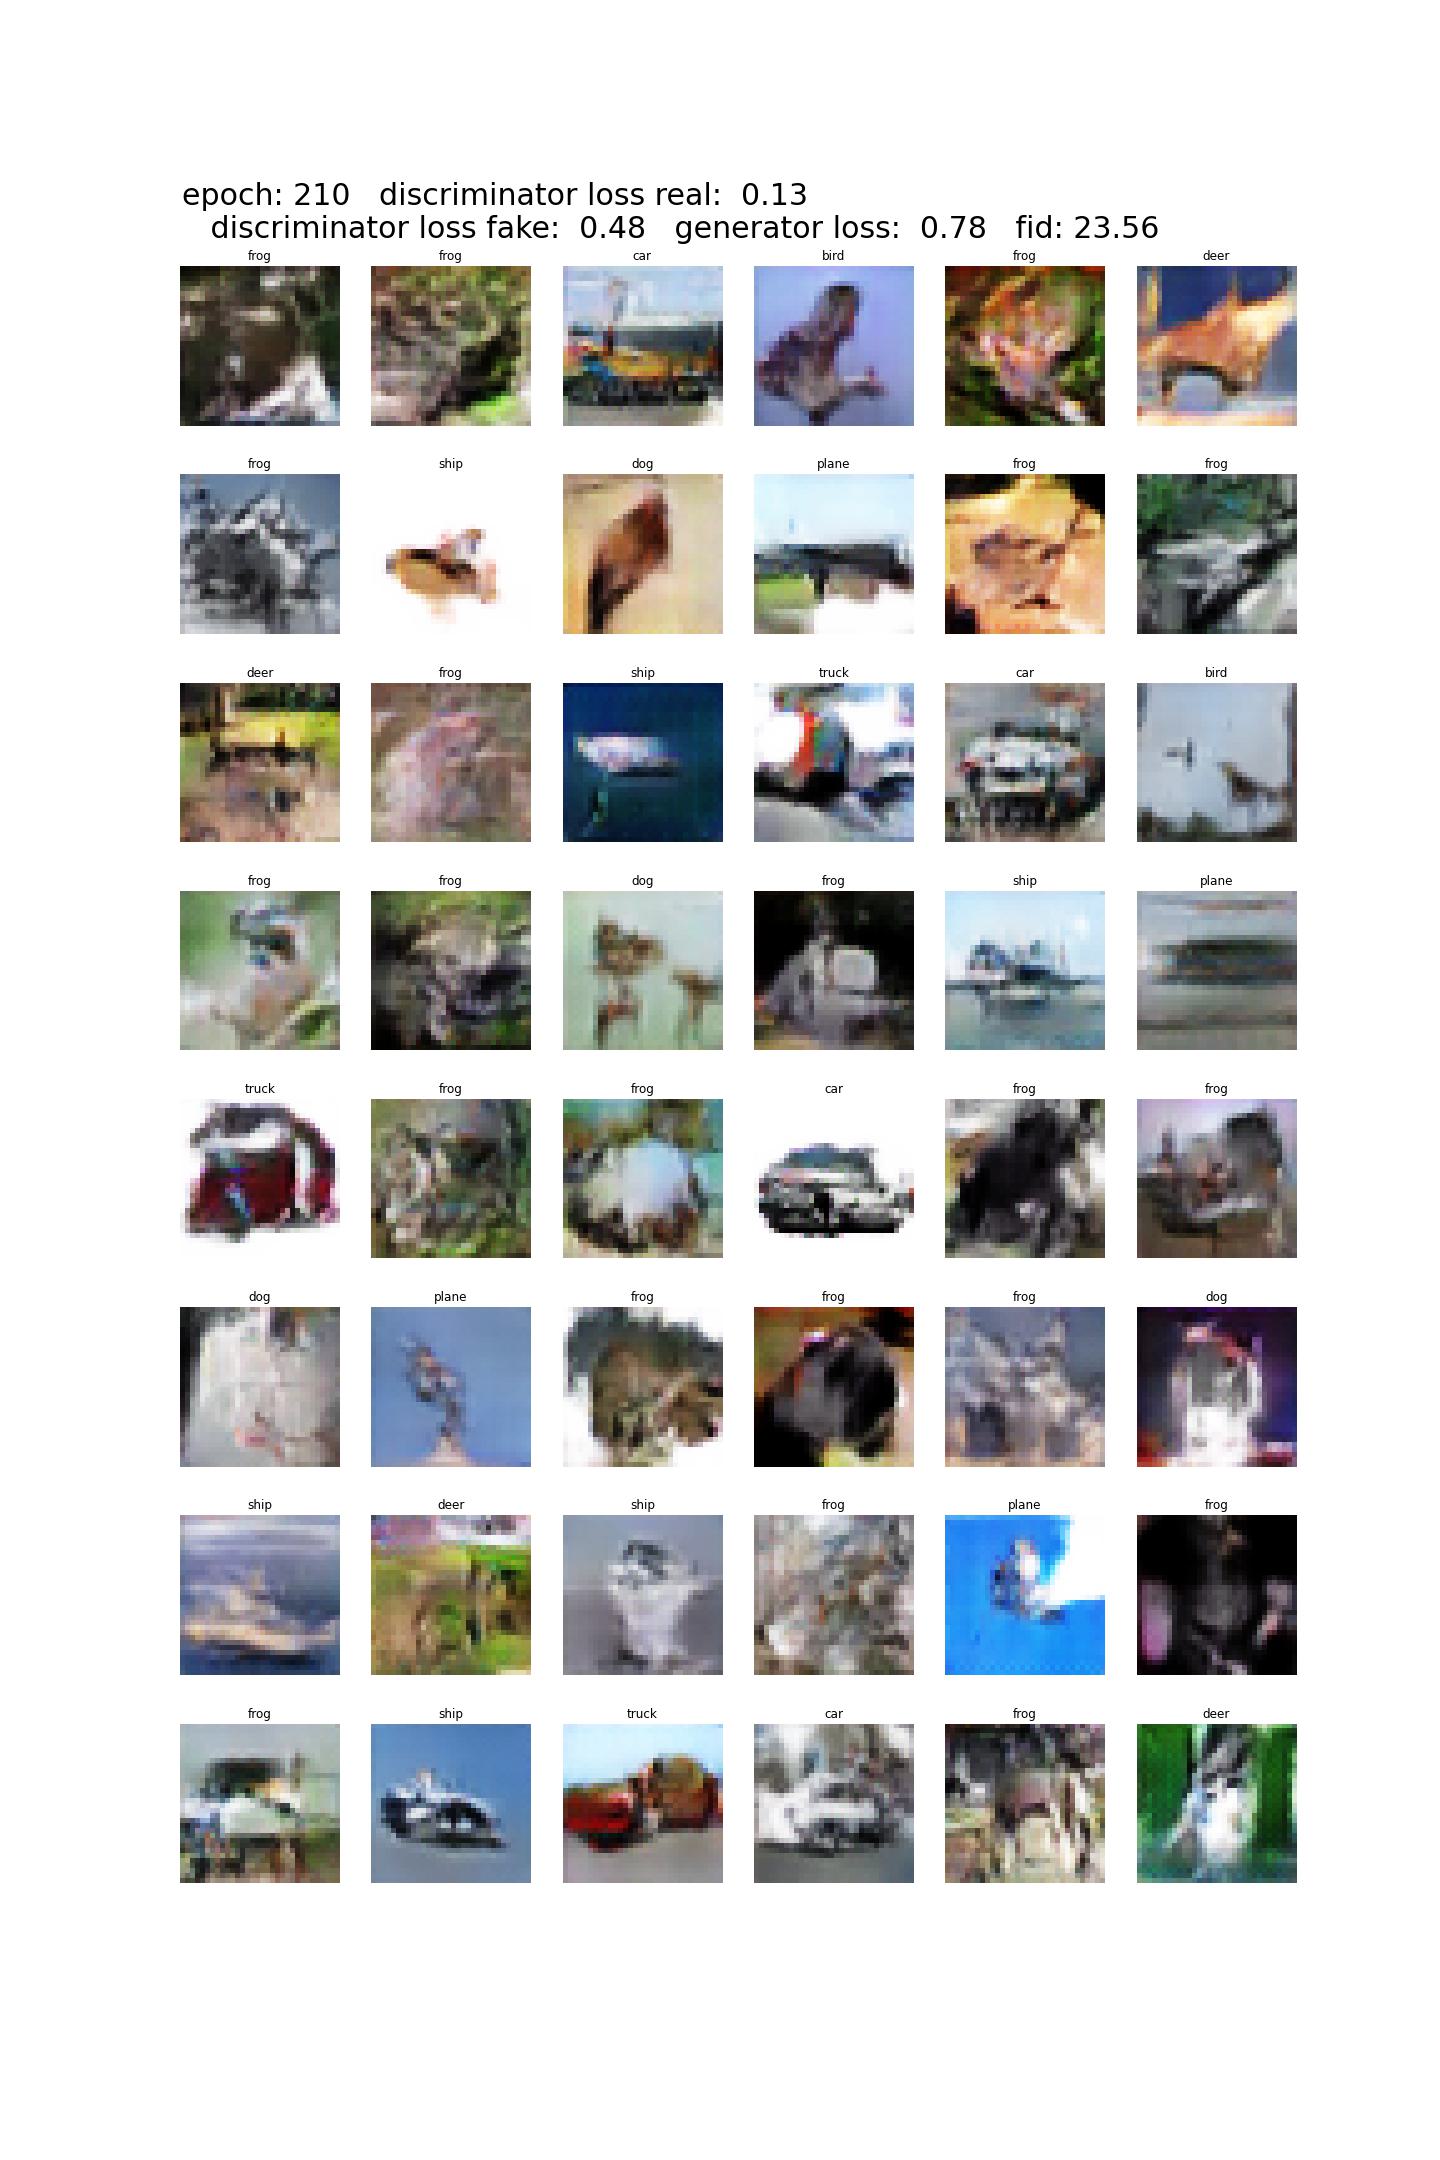 epoch: 210   discriminator loss real:  0.13
discriminator loss fake:  0.48   generator loss:  0.78   fid: 23.56
frog frog car bird frog deer
frog ship dog plane frog frog
deer frog ship truck car bird
frog frog dog frog ship plane
truck frog frog car frog frog
dog plane frog frog frog dog
ship deer ship frog plane frog
frog ship truck car frog deer